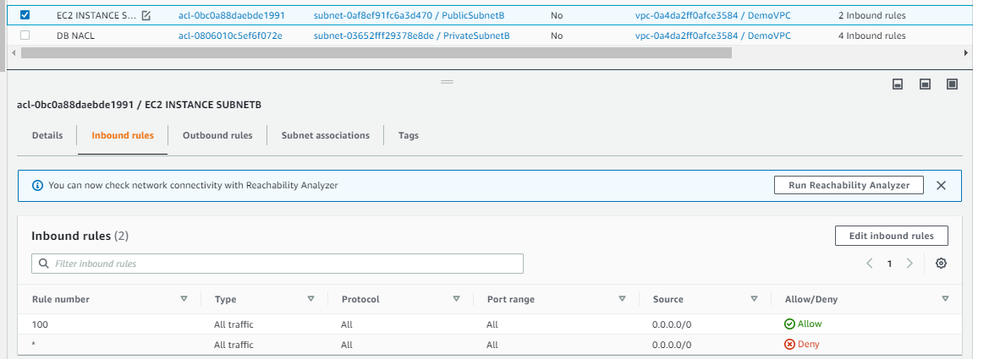 EC2 INSTANCE S... acl-0bc0a88daebde1991 subnet-0af8ef91fc6a3d470 / PublicSubnetB No vpc-0a4da2ff0afce3584 / DemoVPC 2 Inbound rules
DB NACL acl-0806010c5ef6f072e subnet-03652fff29378e8de / PrivateSubnetB No vpc-0a4da2ff0afce3584 / DemoVPC 4 Inbound rules
acl-0bc0a88daebde1991 / EC2 INSTANCE SUBNETB
Details Inbound rules Outbound rules Subnet associations Tags
You can now check network connectivity with Reachability Analyzer Run Reachability Analyzer
Inbound rules (2) Edit inbound rules
Filter inbound rules 1
Rule number Type Protocol Port range Source Allow/Deny
100 All traffic All All 0.0.0.0/0 Allow
* All traffic All All 0.0.0.0/0 Deny